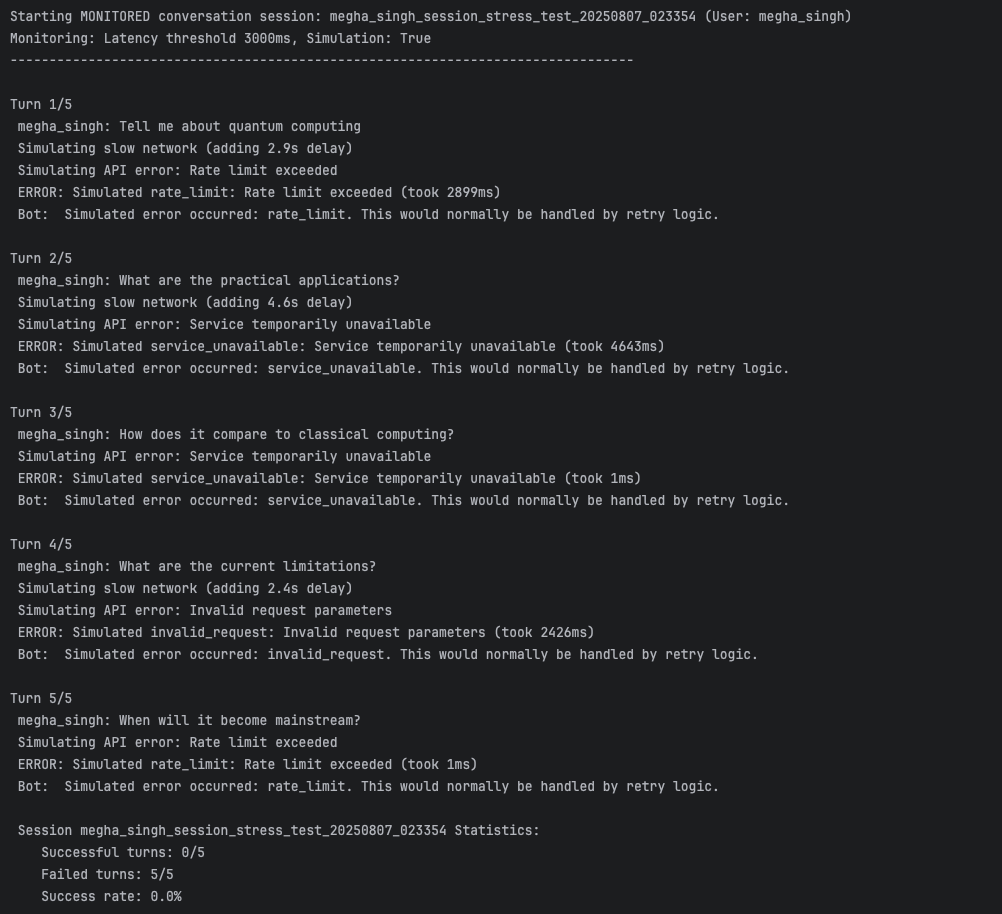 Starting MONITORED conversation session: megha_singh_session_stress_test_20250807_023354 (User: megha_singh)
Monitoring: Latency threshold 3000ms, Simulation: True
--------------------------------------------------------------------------------
Turn 1/5
megha_singh: Tell me about quantum computing
Simulating slow network (adding 2.9s delay)
Simulating API error: Rate limit exceeded
ERROR: Simulated rate_limit: Rate limit exceeded (took 2899ms)
Bot:  Simulated error occurred: rate_limit. This would normally be handled by retry logic.
Turn 2/5
megha_singh: What are the practical applications?
Simulating slow network (adding 4.6s delay)
Simulating API error: Service temporarily unavailable
ERROR: Simulated service_unavailable: Service temporarily unavailable (took 4643ms)
Bot:  Simulated error occurred: service_unavailable. This would normally be handled by retry logic.
Turn 3/5
megha_singh: How does it compare to classical computing?
Simulating API error: Service temporarily unavailable
ERROR: Simulated service_unavailable: Service temporarily unavailable (took 1ms)
Bot:  Simulated error occurred: service_unavailable. This would normally be handled by retry logic.
Turn 4/5
megha_singh: What are the current limitations?
Simulating slow network (adding 2.4s delay)
Simulating API error: Invalid request parameters
ERROR: Simulated invalid_request: Invalid request parameters (took 2426ms)
Bot:  Simulated error occurred: invalid_request. This would normally be handled by retry logic.
Turn 5/5
megha_singh: When will it become mainstream?
Simulating API error: Rate limit exceeded
ERROR: Simulated rate_limit: Rate limit exceeded (took 1ms)
Bot:  Simulated error occurred: rate_limit. This would normally be handled by retry logic.
Session megha_singh_session_stress_test_20250807_023354 Statistics:
Successful turns: 0/5
Failed turns: 5/5
Success rate: 0.0%